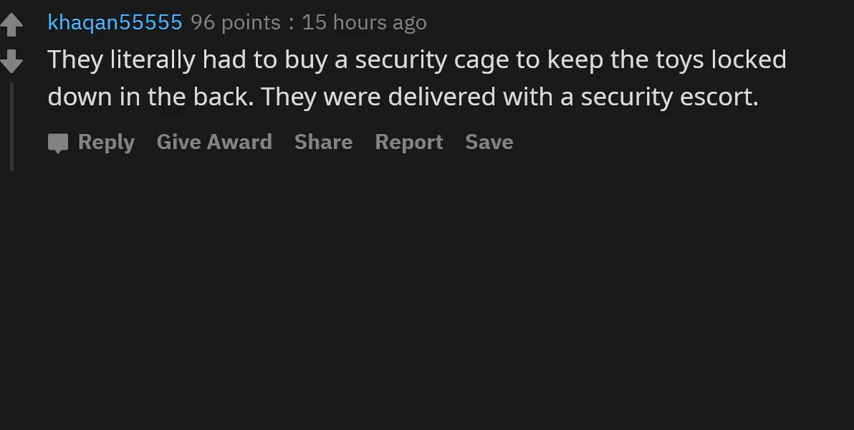 khaqan55555 96 points : 15 hours ago
They literally had to buy a security cage to keep the toys locked
down in the back. They were delivered with a security escort.
Reply Give Award Share Report Save